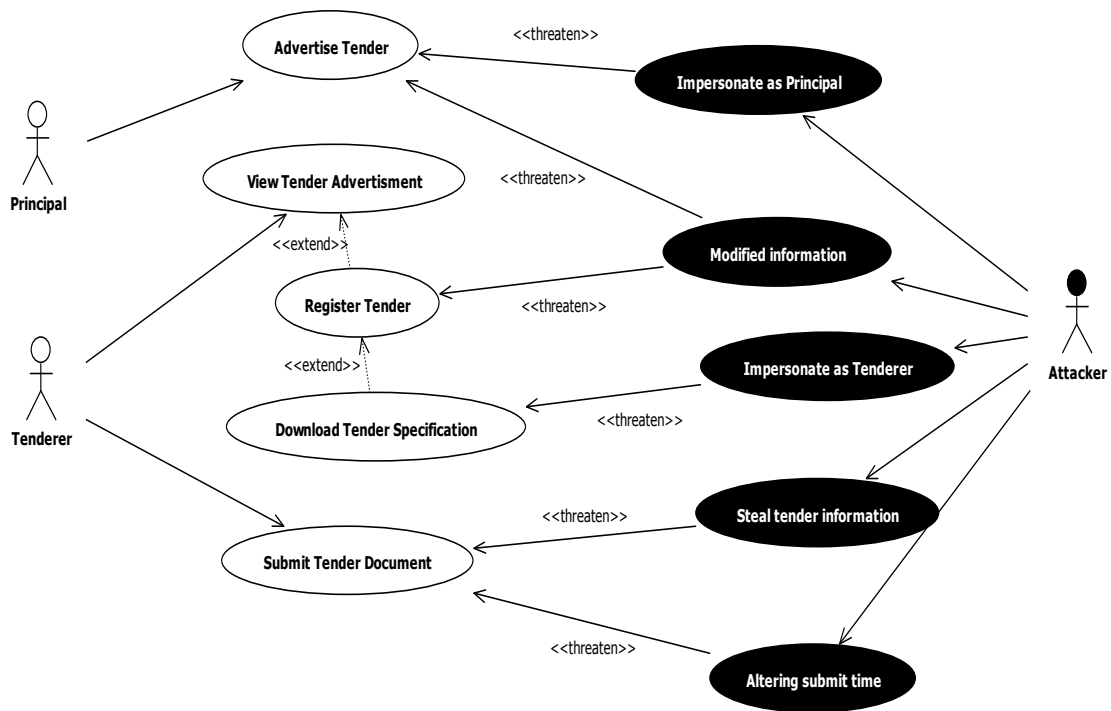 <<threaten>>
Advertise Tender
Impersonate as Principal
Principal
View Tender Advertisment
<<threaten>>
<<extend>>
Modified information
Register Tender
<<threaten>>
<<extend>>
Impersonate as Tenderer
Attacker
Tenderer
Download Tender Specification
<<threaten>>
Steal tender information
<<threaten>>
Submit Tender Document
<<threaten>>
Altering submit time